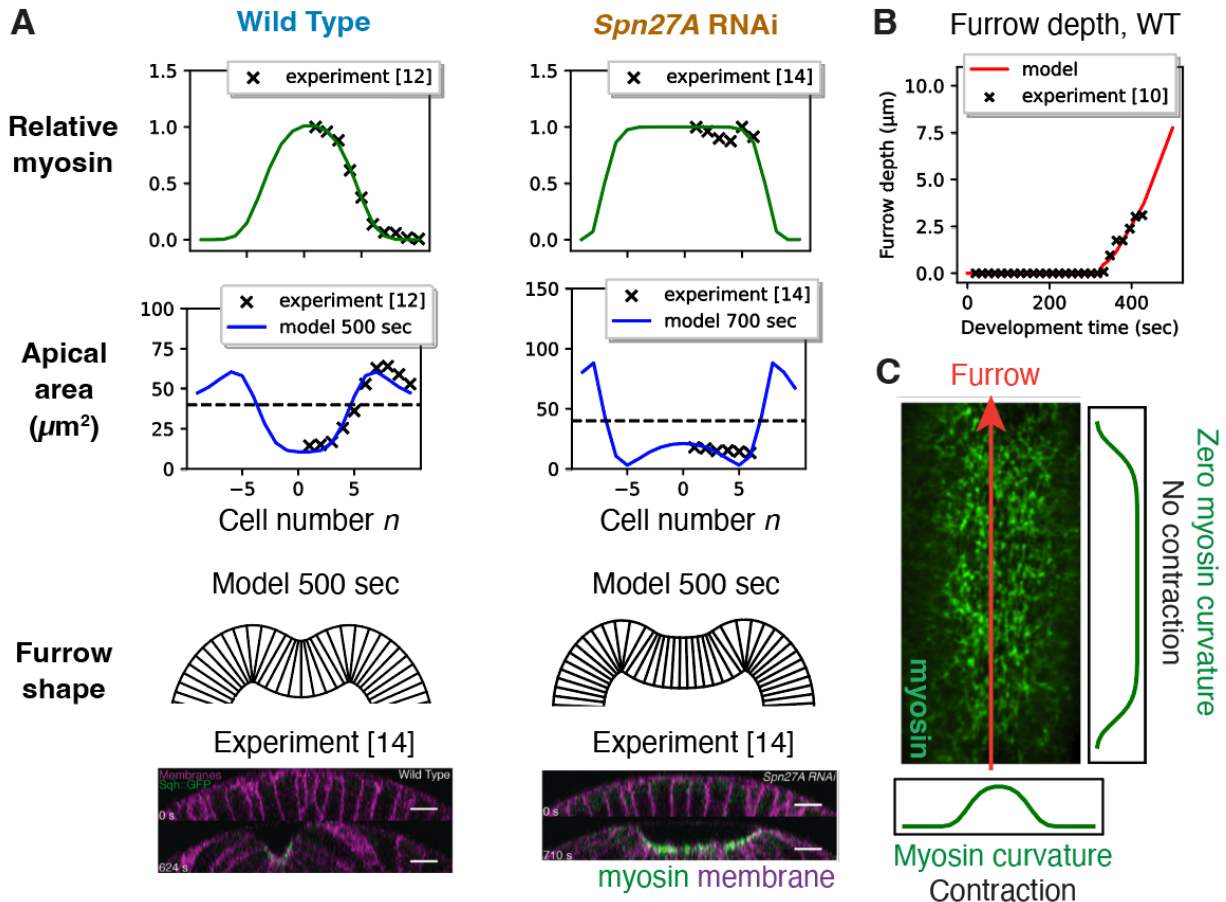 A
Wild Type
Spn27A RNAi
Relative
myosin
1.5
1.0
0.5
0.0
experiment [12]
1.5
1.0
0.5
0.0
experiment [14]
Apical
area
(μm²)
100
75
50
25
0
experiment [12]
model 500 sec
−5
0
5
Cell number n
150
100
50
0
experiment [14]
model 700 sec
−5
0
5
Cell number n
Furrow
shape
Model 500 sec
Model 500 sec
Experiment [14]
Experiment [14]
Membranes
Sqh::GFP
Wild Type
0 s
624 s
Spn27A RNAi
0 s
710 s
myosin membrane
B
Furrow depth, WT
model
experiment [10]
Furrow depth (μm)
10.0
7.5
5.0
2.5
0.0
0
200
400
Development time (sec)
C
Furrow
myosin
No contraction
Zero myosin curvature
Myosin curvature
Contraction